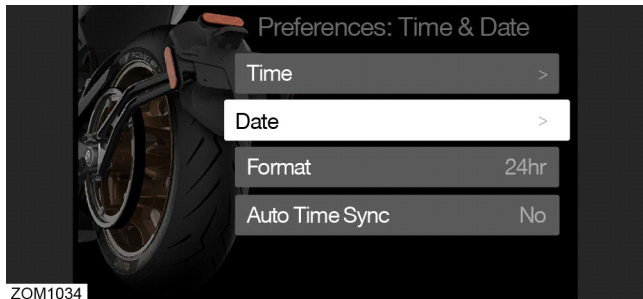 Preferences: Time & Date
Time >
Date >
Format 24hr
Auto Time Sync No
ZOM1034